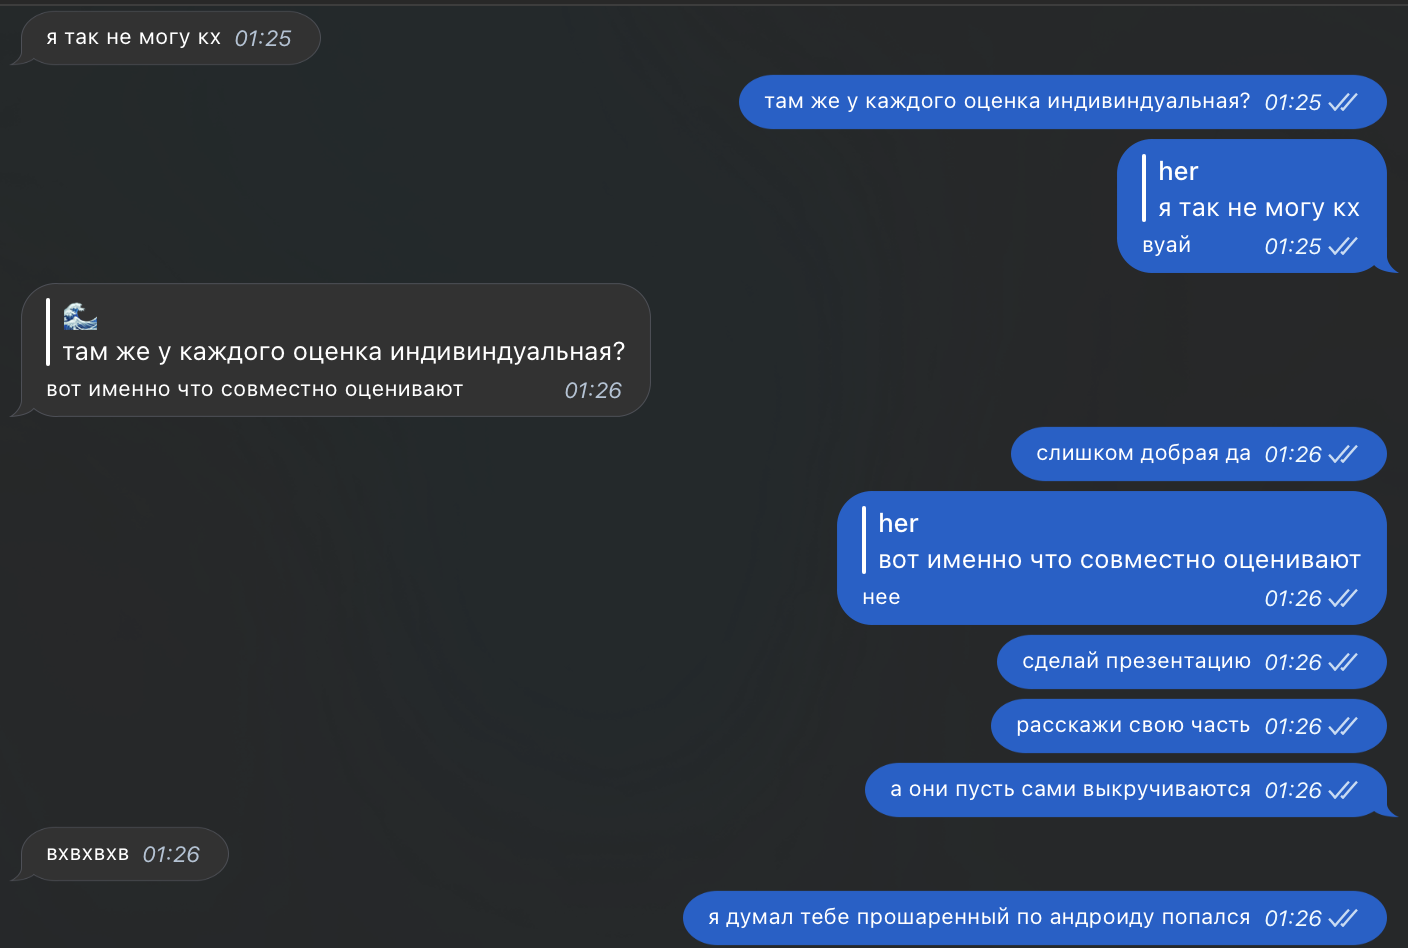 я так не могу кх 01:25
там же у каждого оценка индивиндуальная? 01:25
her
я так не могу кх
вуай 01:25
🌊
там же у каждого оценка индивиндуальная?
вот именно что совместно оценивают 01:26
слишком добрая да 01:26
her
вот именно что совместно оценивают
нее 01:26
сделай презентацию 01:26
расскажи свою часть 01:26
а они пусть сами выкручиваются 01:26
вхвхвхв 01:26
я думал тебе прошаренный по андроиду попался 01:26